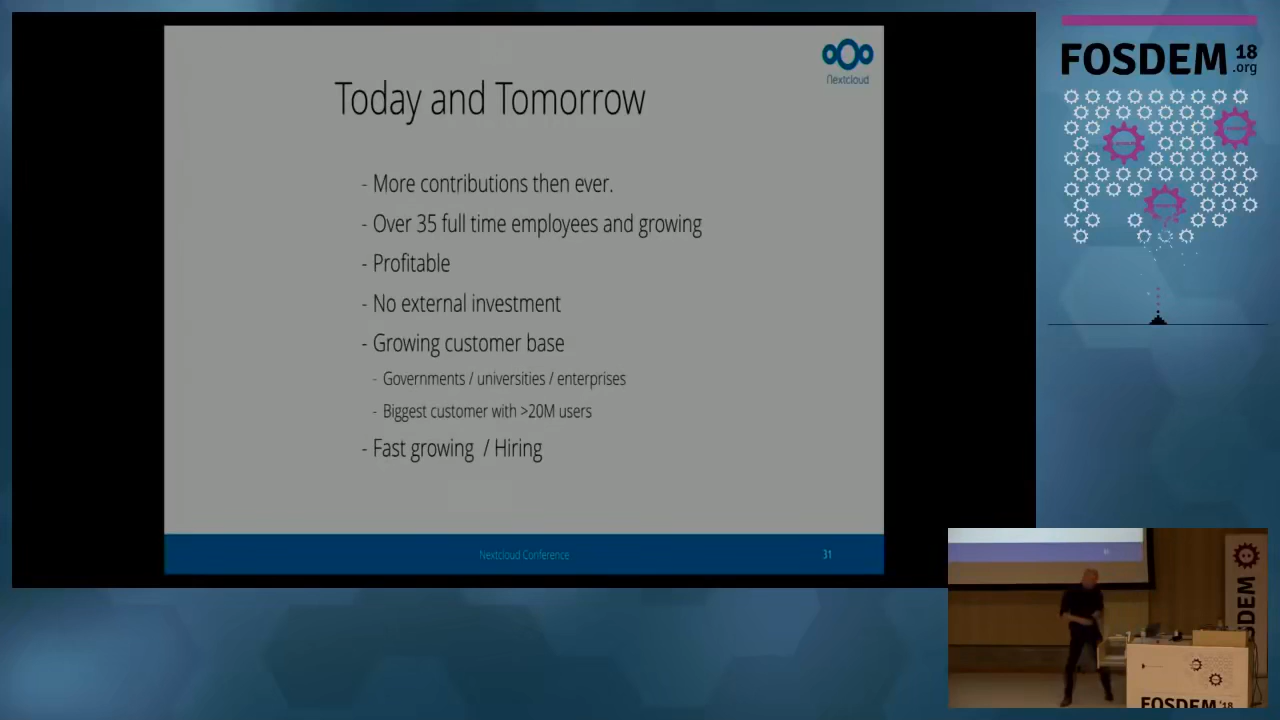 Nextcloud
Today and Tomorrow
- More contributions then ever.
- Over 35 full time employees and growing
- Profitable
- No external investment
- Growing customer base
- Governments / universities / enterprises
- Biggest customer with >20M users
- Fast growing / Hiring
Nextcloud Conference
31
FOSDEM 18
.org
FOSDEM
FOSDEM '18